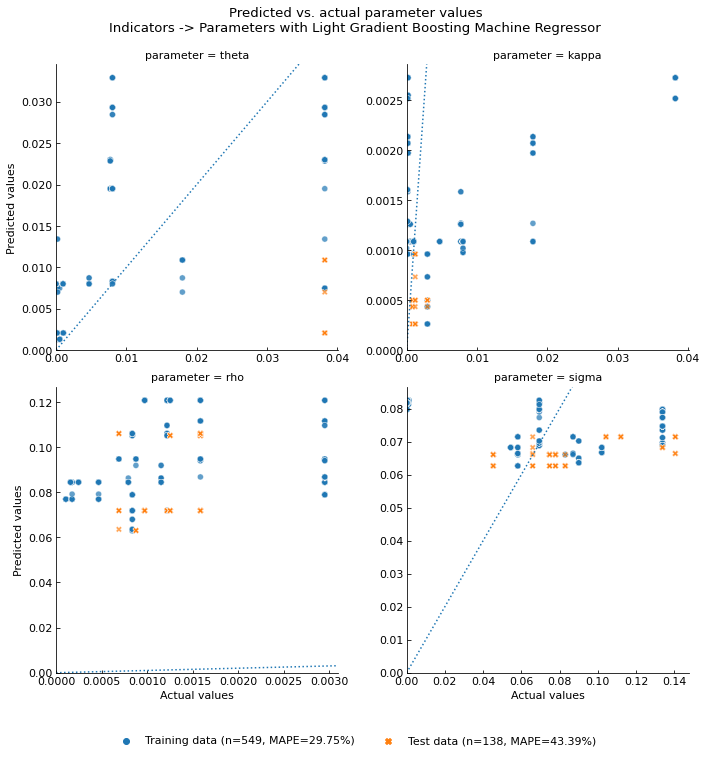 Predicted vs. actual parameter values
Indicators -> Parameters with Light Gradient Boosting Machine Regressor
parameter = theta
parameter = kappa
Predicted values
0.030
0.025
0.020
0.015
0.010
0.005
0.000
0.00 0.01 0.02 0.03 0.04
0.0025
0.0020
0.0015
0.0010
0.0005
0.0000
0.00 0.01 0.02 0.03 0.04
parameter = rho
parameter = sigma
Predicted values
0.12
0.10
0.08
0.06
0.04
0.02
0.00
0.0000 0.0005 0.0010 0.0015 0.0020 0.0025 0.0030
Actual values
0.08
0.07
0.06
0.05
0.04
0.03
0.02
0.01
0.00
0.00 0.02 0.04 0.06 0.08 0.10 0.12 0.14
Actual values
Training data (n=549, MAPE=29.75%)
Test data (n=138, MAPE=43.39%)